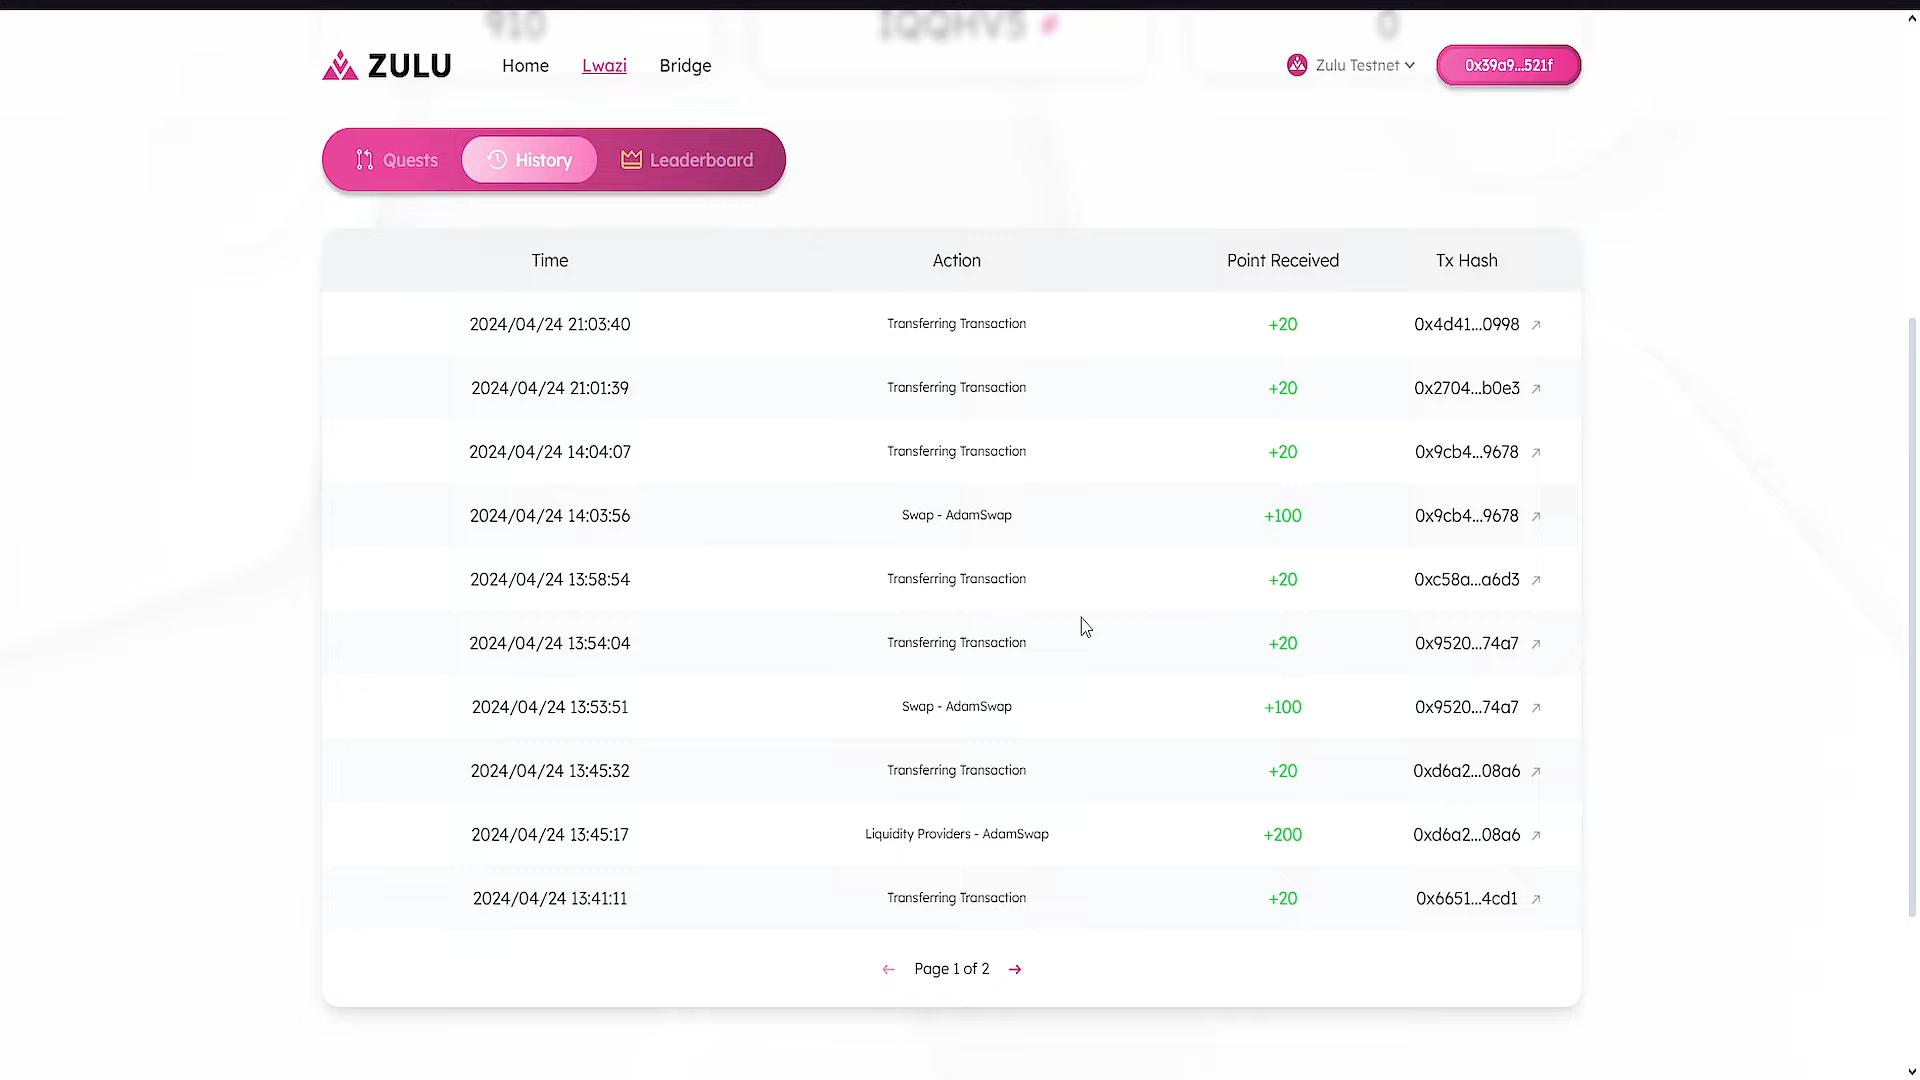 910 IQQHV5 0
ZULU Home Lwazi Bridge Zulu Testnet 0x39a9...521f
Quests History Leaderboard
Time Action Point Received Tx Hash
2024/04/24 21:03:40 Transferring Transaction +20 0x4d41...0998
2024/04/24 21:01:39 Transferring Transaction +20 0x2704...b0e3
2024/04/24 14:04:07 Transferring Transaction +20 0x9cb4...9678
2024/04/24 14:03:56 Swap - AdamSwap +100 0x9cb4...9678
2024/04/24 13:58:54 Transferring Transaction +20 0xc58a...a6d3
2024/04/24 13:54:04 Transferring Transaction +20 0x9520...74a7
2024/04/24 13:53:51 Swap - AdamSwap +100 0x9520...74a7
2024/04/24 13:45:32 Transferring Transaction +20 0xd6a2...08a6
2024/04/24 13:45:17 Liquidity Providers - AdamSwap +200 0xd6a2...08a6
2024/04/24 13:41:11 Transferring Transaction +20 0x6651...4cd1
Page 1 of 2